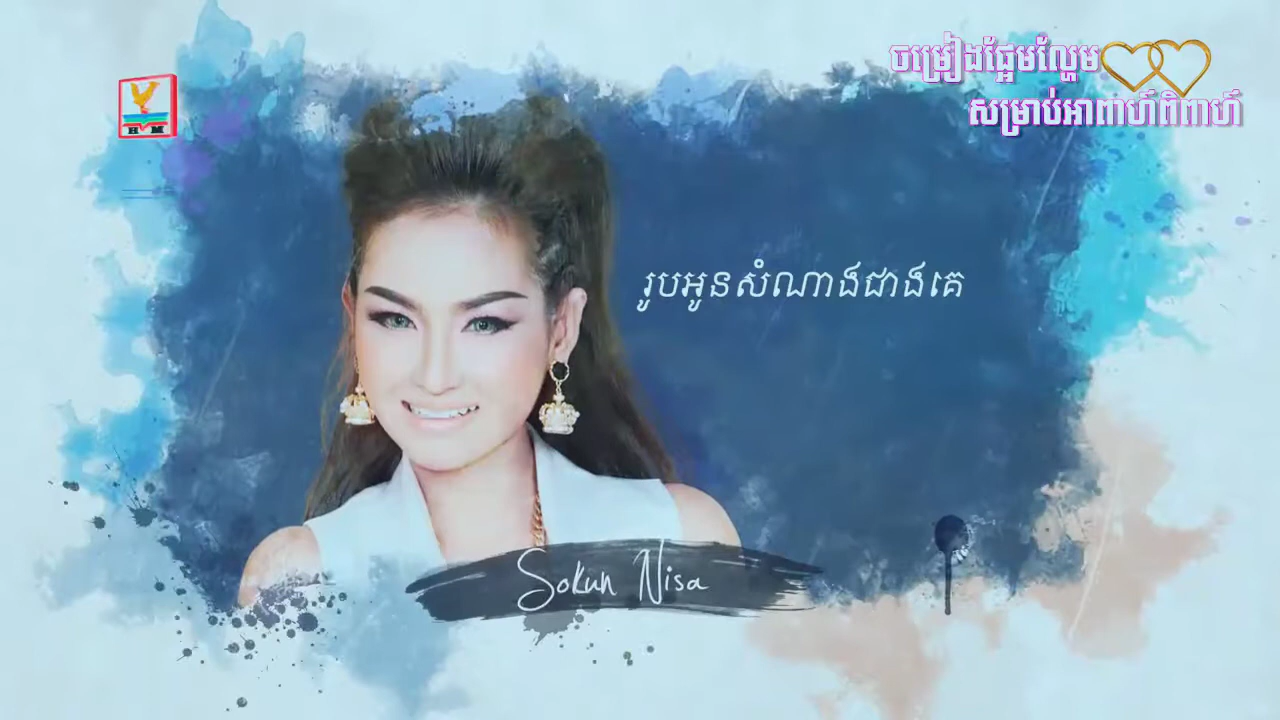 ចម្រៀងផ្អែមល្ហែម
សម្រាប់អាពាហ៍ពិពាហ៍
HM
រូបអូនសំណាងជាងគេ
Sokun Nisa